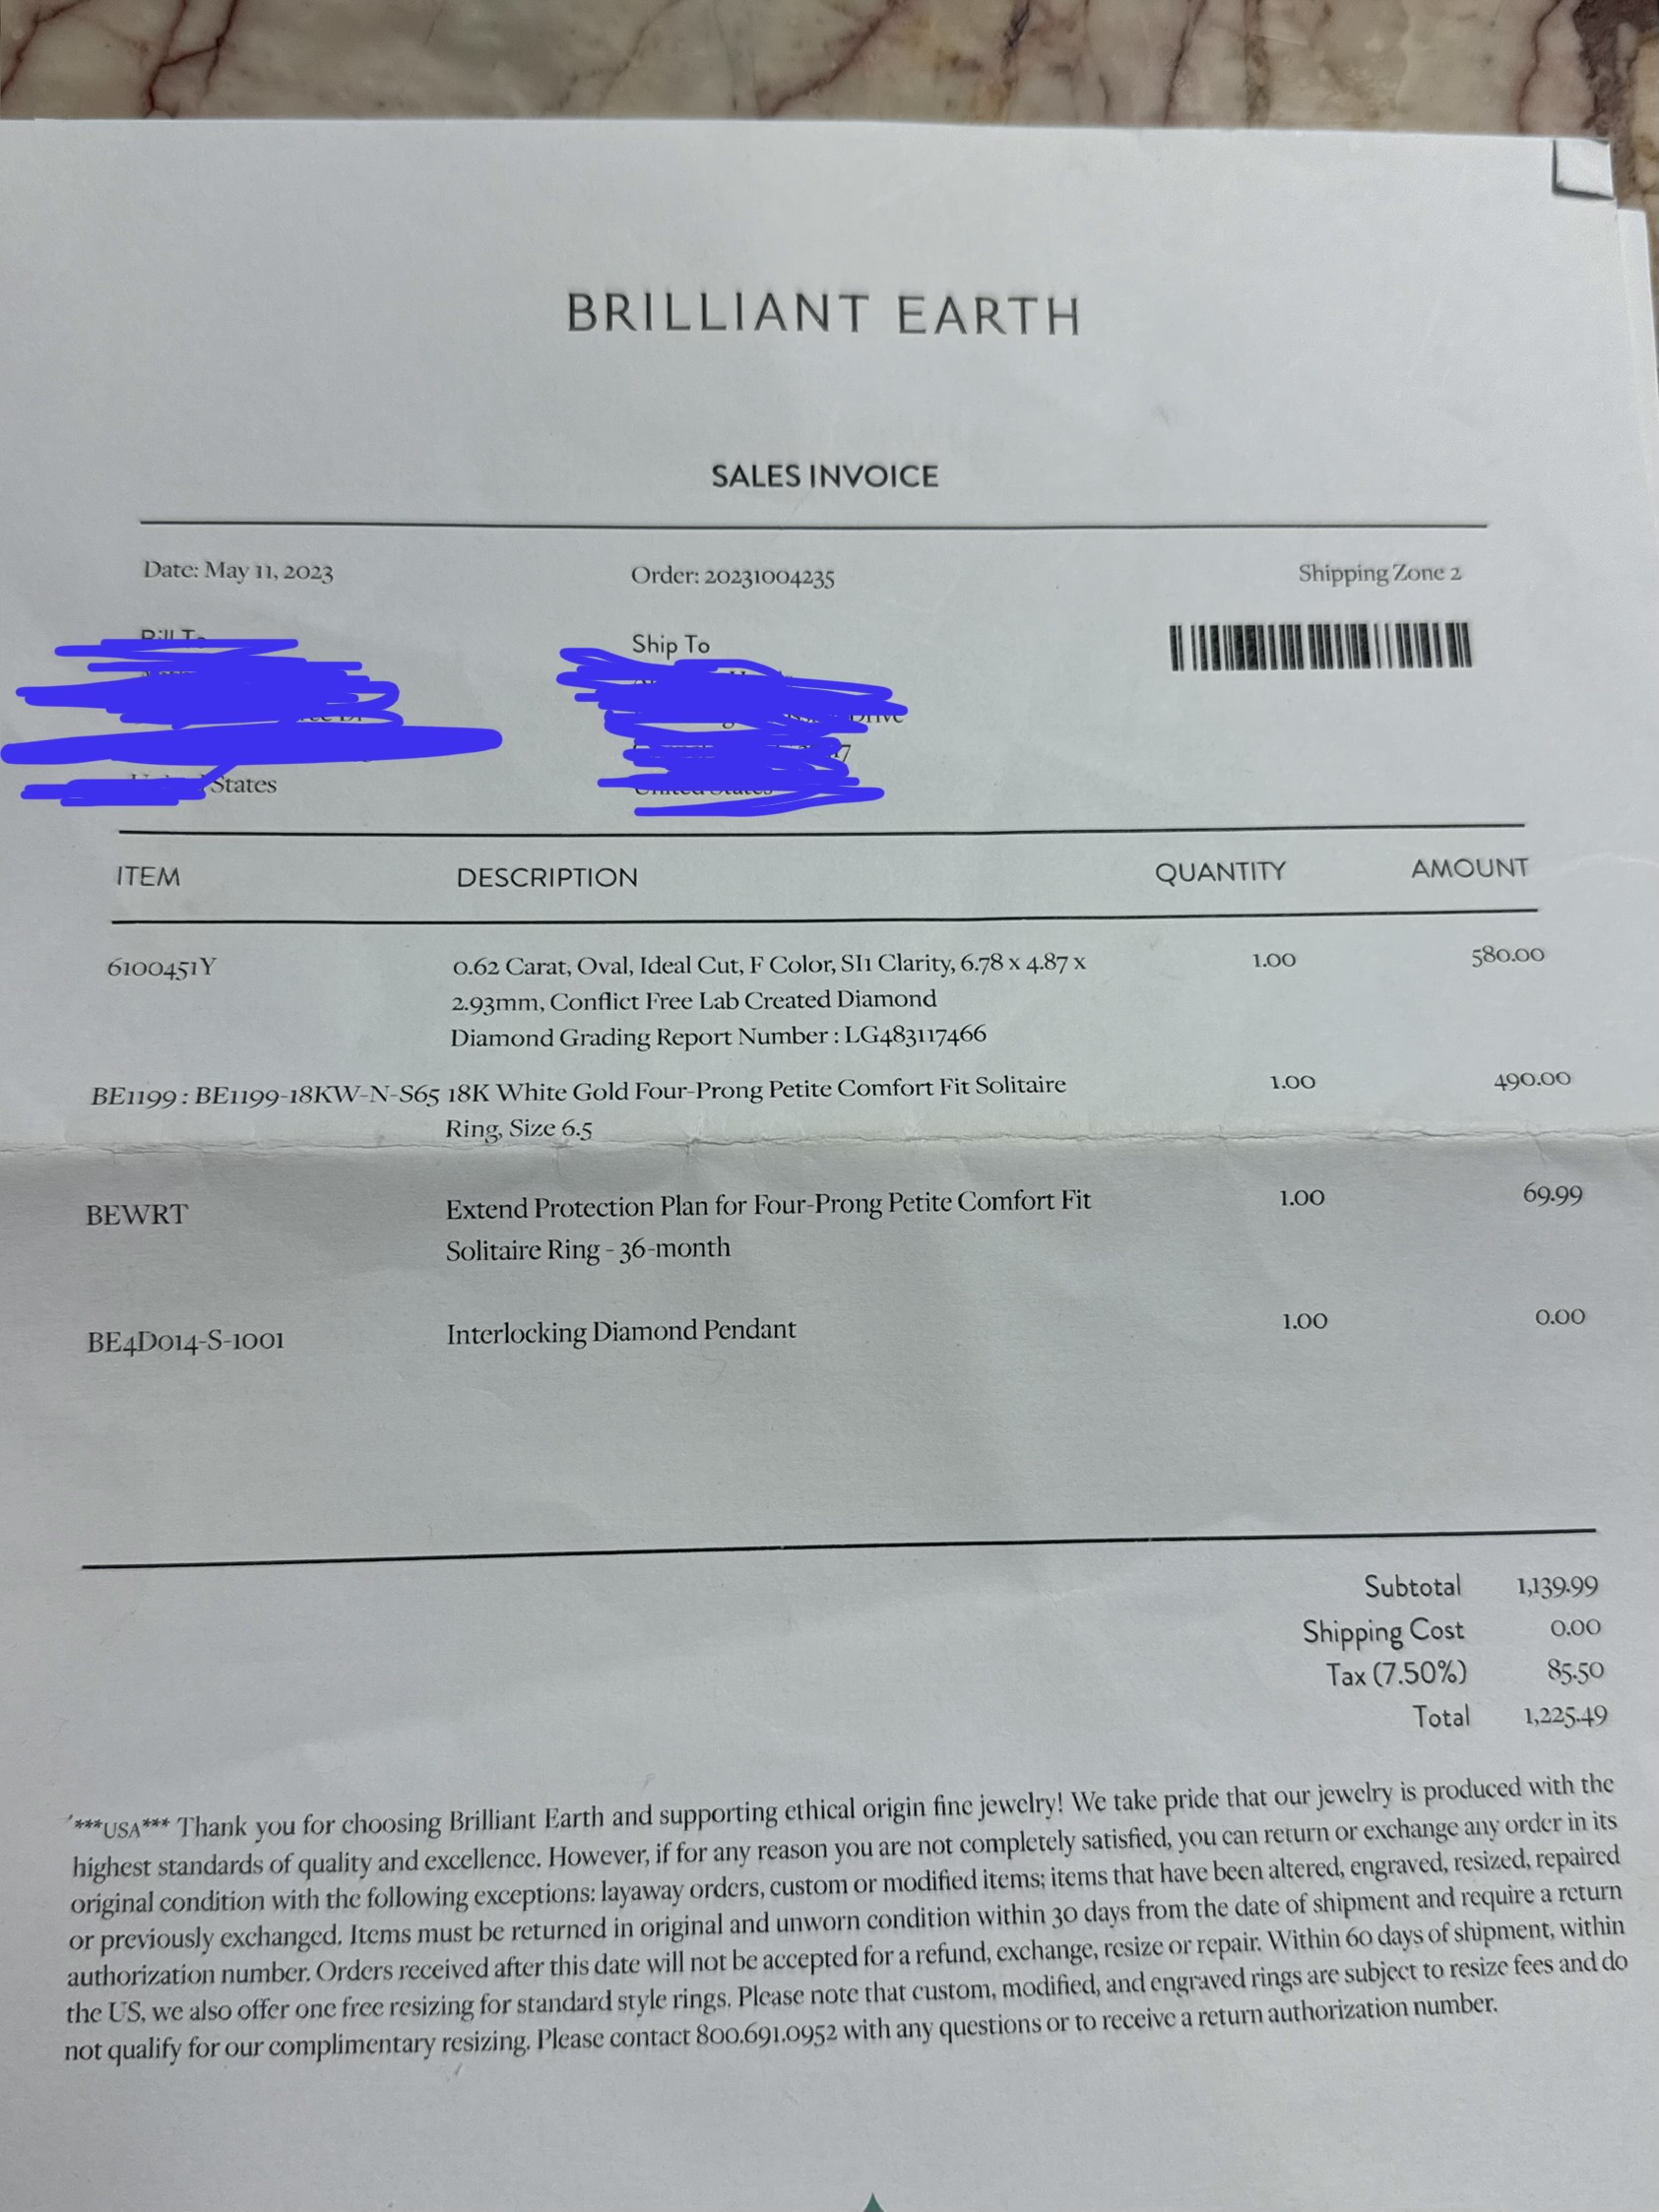 BRILLIANT EARTH
SALES INVOICE
Date: May 11, 2023 Order: 20231004235 Shipping Zone 2
Ship To
States
ITEM DESCRIPTION QUANTITY AMOUNT
6100451Y 0.62 Carat, Oval, Ideal Cut, F Color, SI1 Clarity, 6.78 x 4.87 x 1.00 580.00
2.93mm, Conflict Free Lab Created Diamond
Diamond Grading Report Number : LG483117466
BE1199 : BE1199-18KW-N-S65 18K White Gold Four-Prong Petite Comfort Fit Solitaire 1.00 490.00
Ring, Size 6.5
BEWRT Extend Protection Plan for Four-Prong Petite Comfort Fit 1.00 69.99
Solitaire Ring - 36-month
BE4D014-S-1001 Interlocking Diamond Pendant 1.00 0.00
Subtotal 1,139.99
Shipping Cost 0.00
Tax (7.50%) 85.50
Total 1,225.49
***USA*** Thank you for choosing Brilliant Earth and supporting ethical origin fine jewelry! We take pride that our jewelry is produced with the
highest standards of quality and excellence. However, if for any reason you are not completely satisfied, you can return or exchange any order in its
original condition with the following exceptions: layaway orders, custom or modified items; items that have been altered, engraved, resized, repaired
or previously exchanged. Items must be returned in original and unworn condition within 30 days from the date of shipment and require a return
authorization number. Orders received after this date will not be accepted for a refund, exchange, resize or repair. Within 60 days of shipment, within
the US, we also offer one free resizing for standard style rings. Please note that custom, modified, and engraved rings are subject to resize fees and do
not qualify for our complimentary resizing. Please contact 800.691.0952 with any questions or to receive a return authorization number.